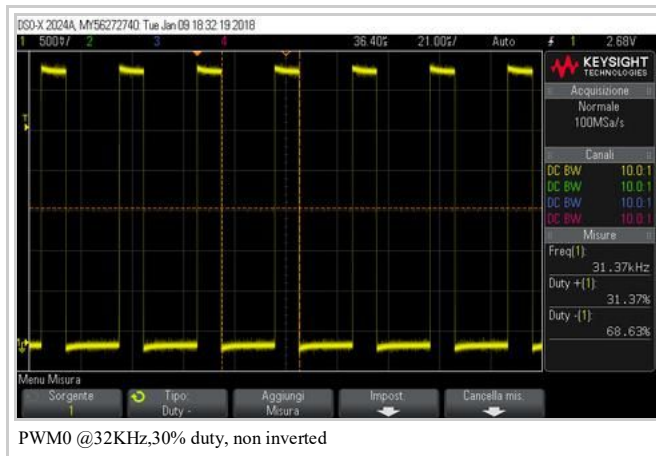 DSO-X 2024A, MY56272740: Tue Jan 09 18:32:19 2018
1 500%/ 2 3 4 36.40% 21.00%/ Auto 1 2.68V
KEYSIGHT
TECHNOLOGIES
Acquisizione
Normale
100MSa/s
Canali
DC BW 10.0:1
DC BW 10.0:1
DC BW 10.0:1
DC BW 10.0:1
Misure
Freq(1):
31.37kHz
Duty +(1):
31.37%
Duty -(1):
68.63%
Menu Misura
Sorgente
1
Tipo:
Duty -
Aggiungi
Misura
Impost.
Cancella mis.
PWM0 @32KHz,30% duty, non inverted